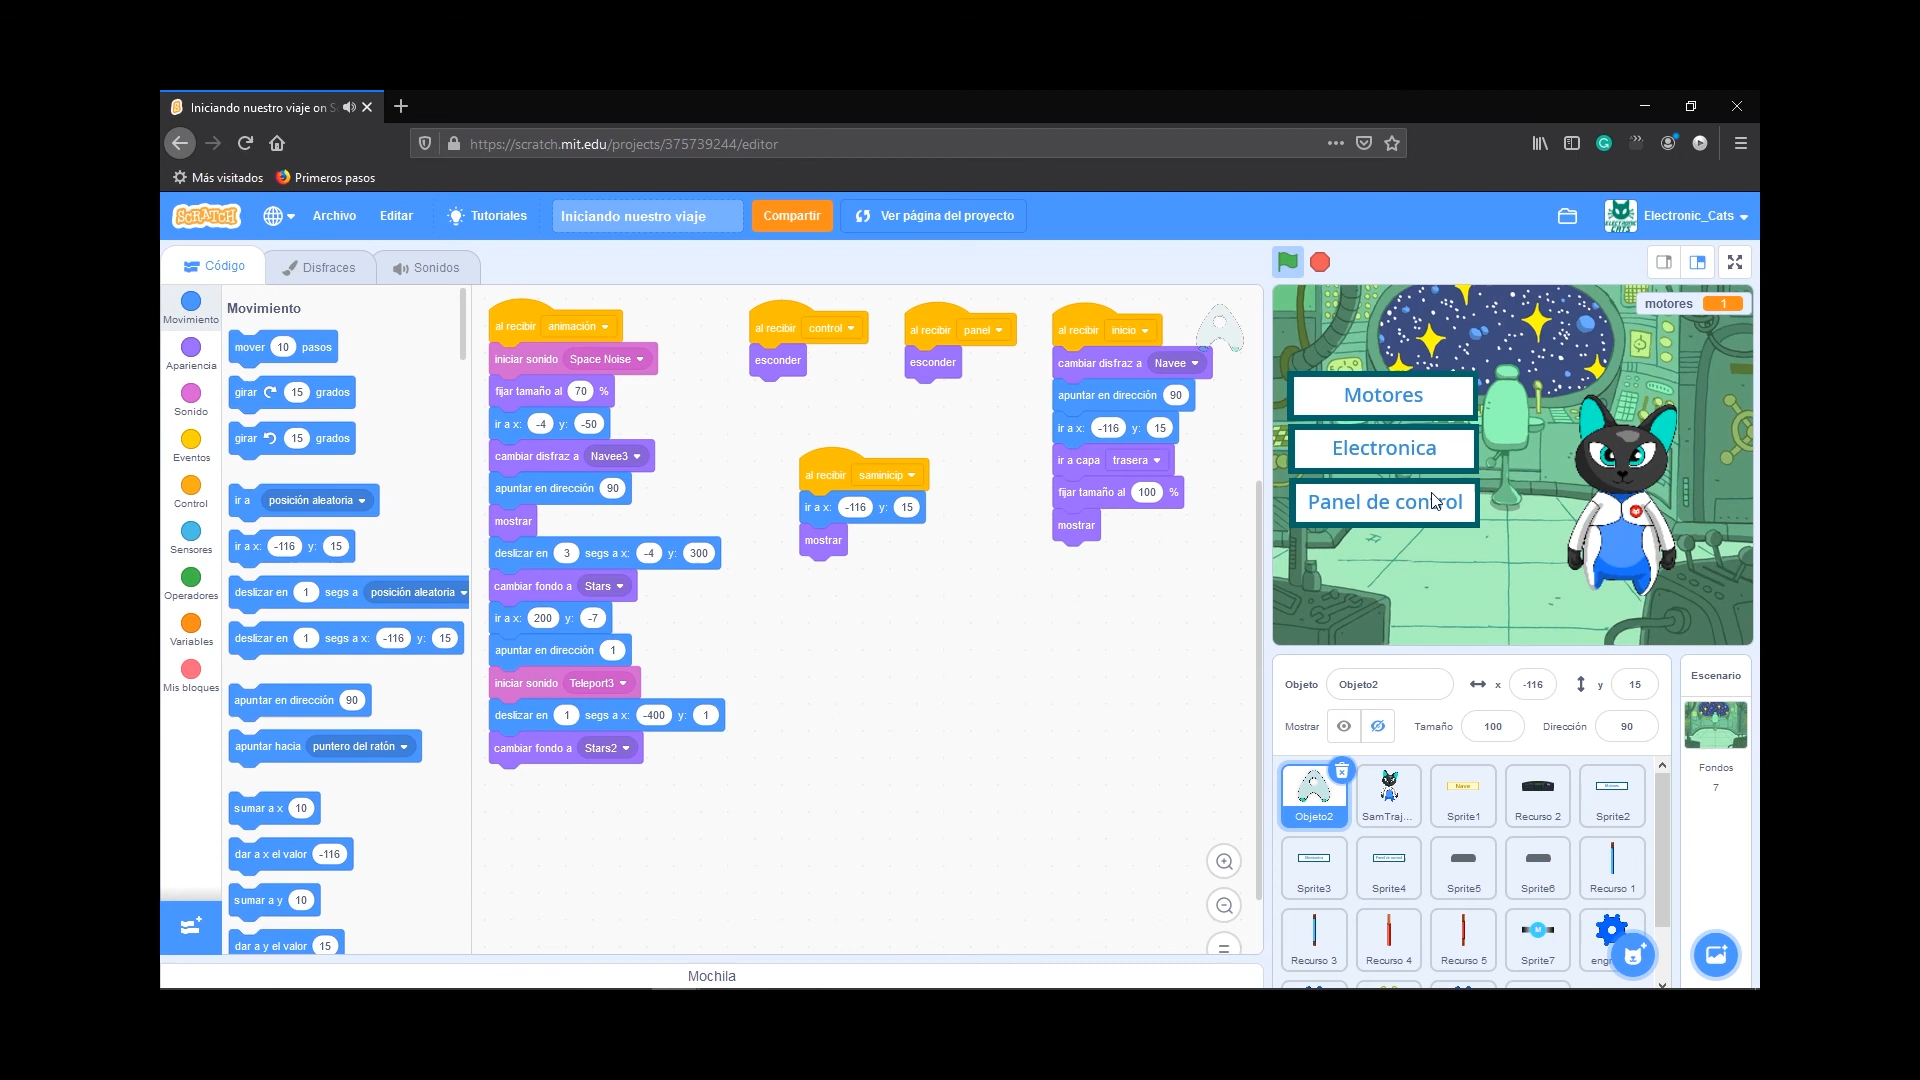 Iniciando nuestro viaje on S
https://scratch.mit.edu/projects/375739244/editor
Más visitados
Primeros pasos
SCRATCH
Archivo
Editar
Tutoriales
Iniciando nuestro viaje
Compartir
Ver página del proyecto
Electronic_Cats
Código
Disfraces
Sonidos
Movimiento
Apariencia
Sonido
Eventos
Control
Sensores
Operadores
Variables
Mis bloques
Movimiento
mover 10 pasos
girar 15 grados
girar 15 grados
ir a posición aleatoria
ir a x: -116 y: 15
deslizar en 1 segs a posición aleatoria
deslizar en 1 segs a x: -116 y: 15
apuntar en dirección 90
apuntar hacia puntero del ratón
sumar a x 10
dar a x el valor -116
sumar a y 10
dar a y el valor 15
al recibir animación
iniciar sonido Space Noise
fijar tamaño al 70 %
ir a x: -4 y: -50
cambiar disfraz a Navee3
apuntar en dirección 90
mostrar
deslizar en 3 segs a x: -4 y: 300
cambiar fondo a Stars
ir a x: 200 y: -7
apuntar en dirección 1
iniciar sonido Teleport3
deslizar en 1 segs a x: -400 y: 1
cambiar fondo a Stars2
al recibir control
esconder
al recibir panel
esconder
al recibir saminicip
ir a x: -116 y: 15
mostrar
al recibir inicio
cambiar disfraz a Navee
apuntar en dirección 90
ir a x: -116 y: 15
ir a capa trasera
fijar tamaño al 100 %
mostrar
Mochila
motores 1
Motores
Electronica
Panel de control
Objeto Objeto2 x -116 y 15
Mostrar Tamaño 100 Dirección 90
Objeto2 SamTraj... Sprite1 Recurso 2 Sprite2
Sprite3 Sprite4 Sprite5 Sprite6 Recurso 1
Recurso 3 Recurso 4 Recurso 5 Sprite7
Escenario
Fondos
7